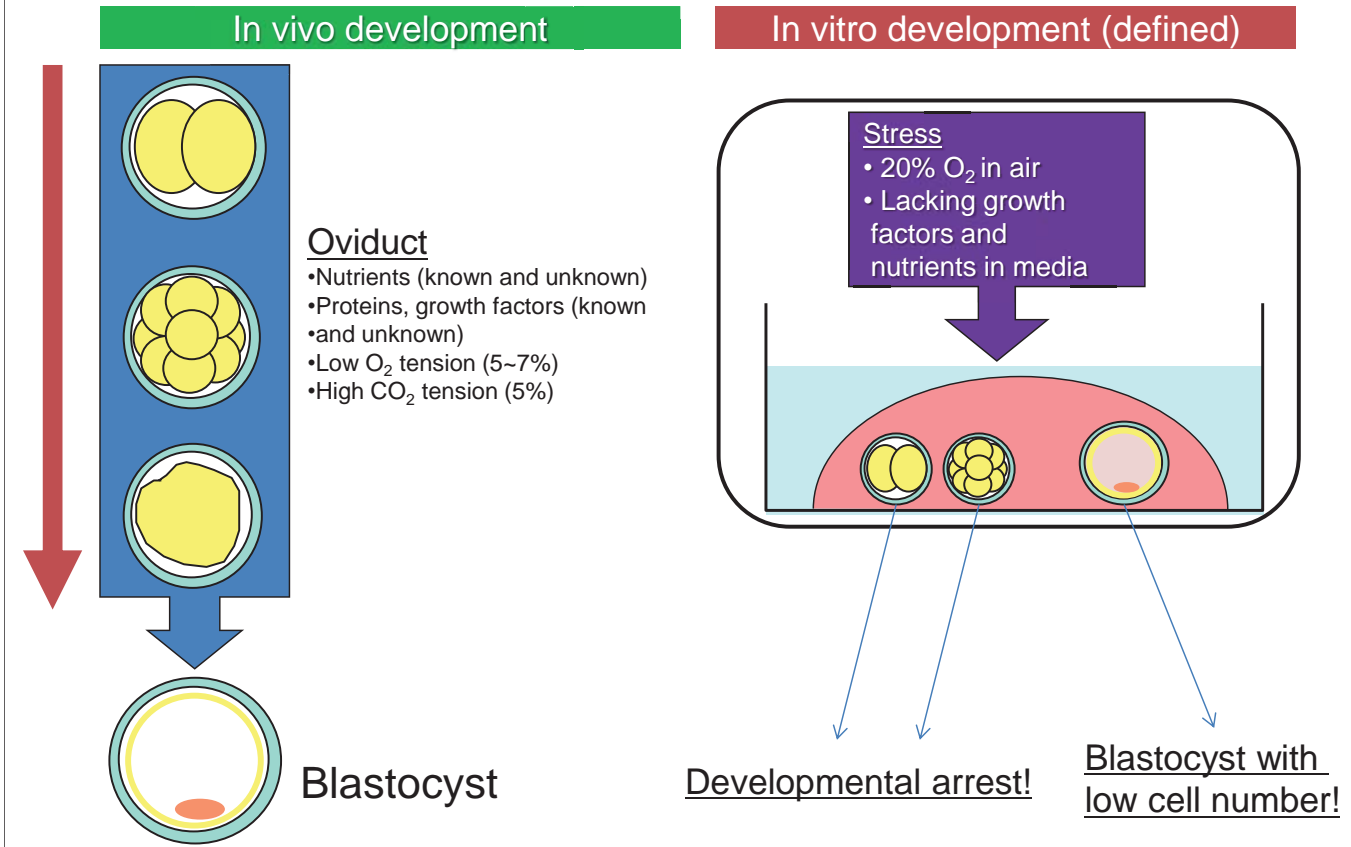 In vivo development
In vitro development (defined)
Oviduct
•Nutrients (known and unknown)
•Proteins, growth factors (known
•and unknown)
•Low O₂ tension (5~7%)
•High CO₂ tension (5%)
Blastocyst
Stress
• 20% O₂ in air
• Lacking growth
factors and
nutrients in media
Developmental arrest!
Blastocyst with
low cell number!